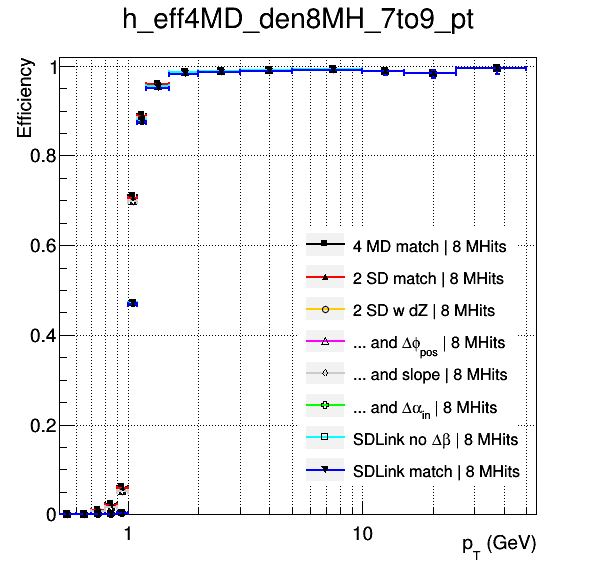 h_eff4MD_den8MH_7to9_pt
Efficiency
1
0.8
0.6
0.4
0.2
0
4 MD match | 8 MHits
2 SD match | 8 MHits
2 SD w dZ | 8 MHits
... and Δϕpos | 8 MHits
... and slope | 8 MHits
... and Δαin | 8 MHits
SDLink no Δβ | 8 MHits
SDLink match | 8 MHits
1 10
pT (GeV)